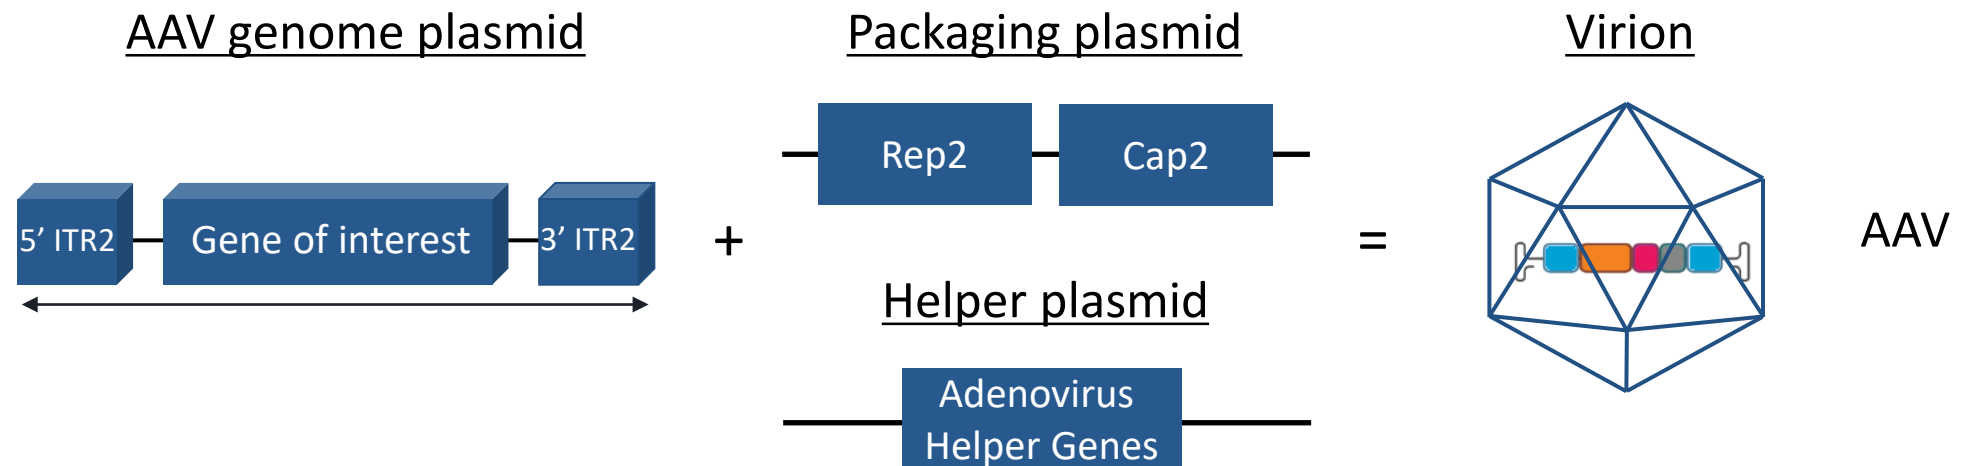 AAV genome plasmid
5’ ITR2
Gene of interest
3’ ITR2
+
Packaging plasmid
Rep2
Cap2
Helper plasmid
Adenovirus
Helper Genes
=
Virion
AAV